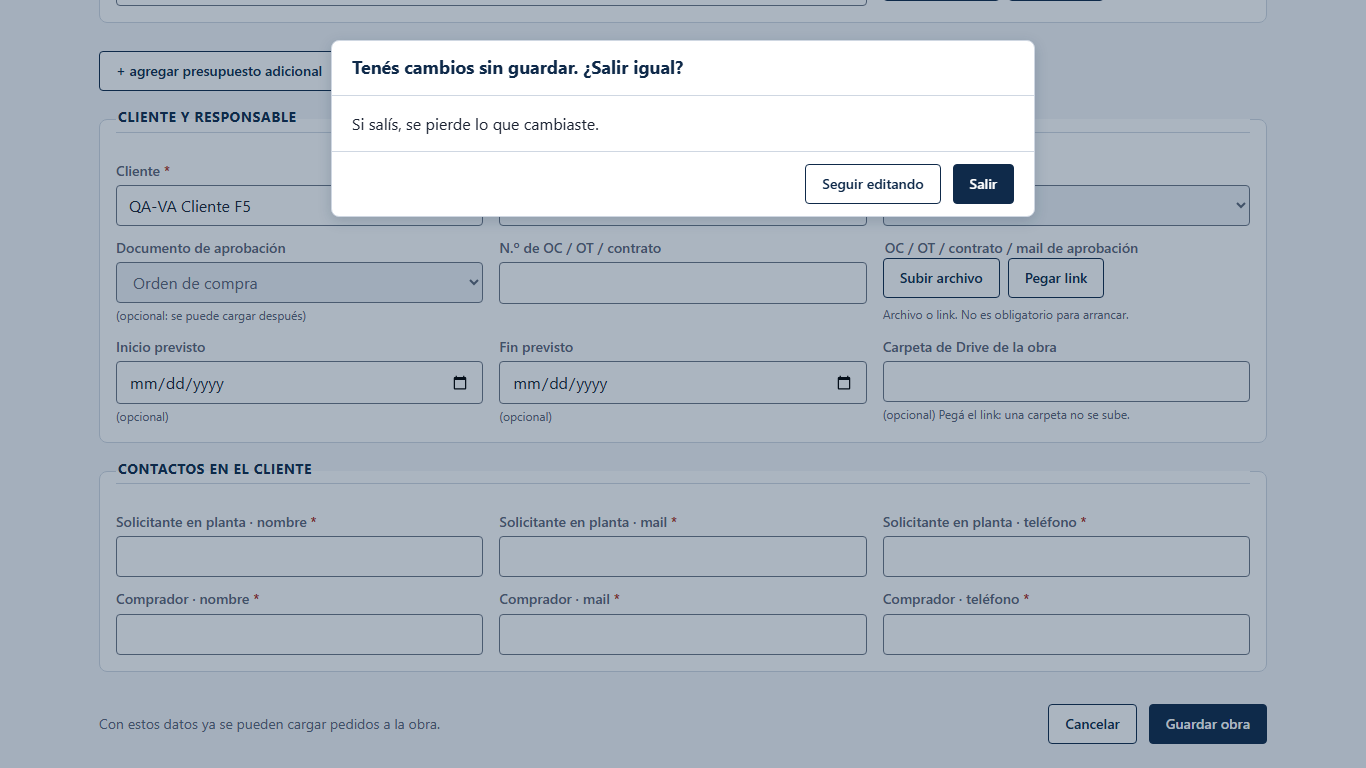 Tenés cambios sin guardar. ¿Salir igual?
Si salís, se pierde lo que cambiaste.
Seguir editando
Salir
+ agregar presupuesto adicional
CLIENTE Y RESPONSABLE
Cliente *
QA-VA Cliente F5
Documento de aprobación
N.º de OC / OT / contrato
OC / OT / contrato / mail de aprobación
Orden de compra
Subir archivo
Pegar link
(opcional: se puede cargar después)
Archivo o link. No es obligatorio para arrancar.
Inicio previsto
Fin previsto
Carpeta de Drive de la obra
mm/dd/yyyy
mm/dd/yyyy
(opcional)
(opcional)
(opcional) Pegá el link: una carpeta no se sube.
CONTACTOS EN EL CLIENTE
Solicitante en planta · nombre *
Solicitante en planta · mail *
Solicitante en planta · teléfono *
Comprador · nombre *
Comprador · mail *
Comprador · teléfono *
Con estos datos ya se pueden cargar pedidos a la obra.
Cancelar
Guardar obra